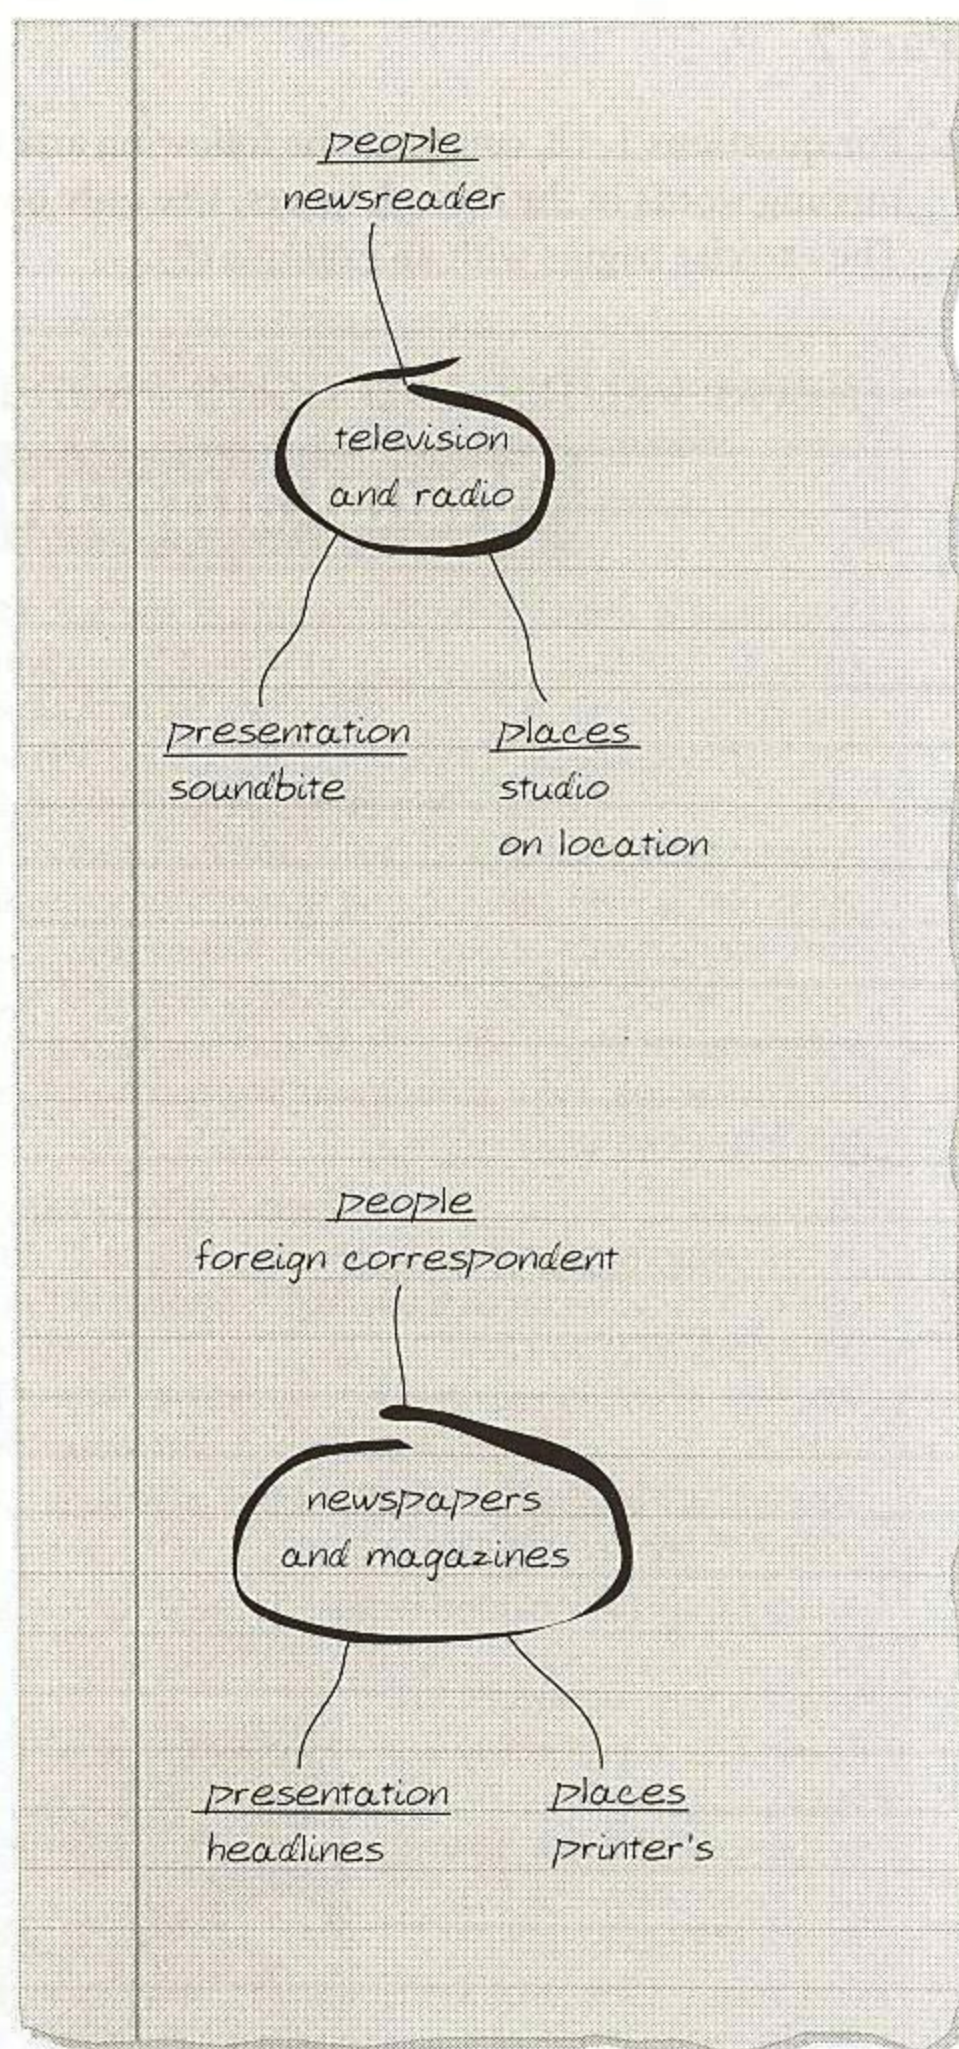 people
newsreader
television
and radio
presentation
soundbite
places
studio
on location
people
foreign correspondent
newspapers
and magazines
presentation
headlines
places
printer's